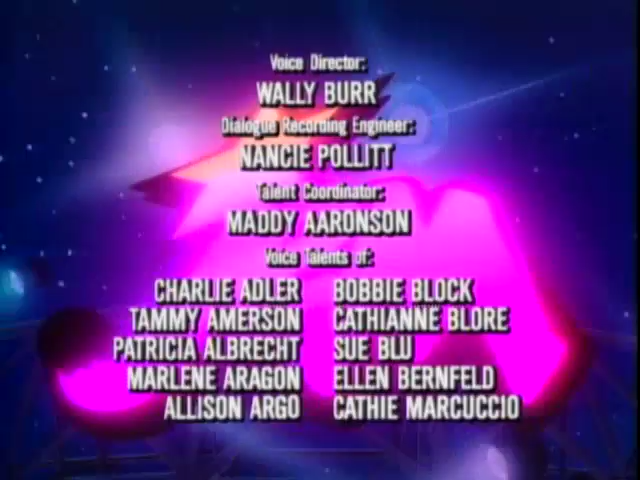 Voice Director:
WALLY BURR
Dialogue Recording Engineer:
NANCIE POLLITT
Talent Coordinator:
MADDY AARONSON
Voice Talents of:
CHARLIE ADLER BOBBIE BLOCK
TAMMY AMERSON CATHIANNE BLORE
PATRICIA ALBRECHT SUE BLU
MARLENE ARAGON ELLEN BERNFELD
ALLISON ARGO CATHIE MARCUCCIO